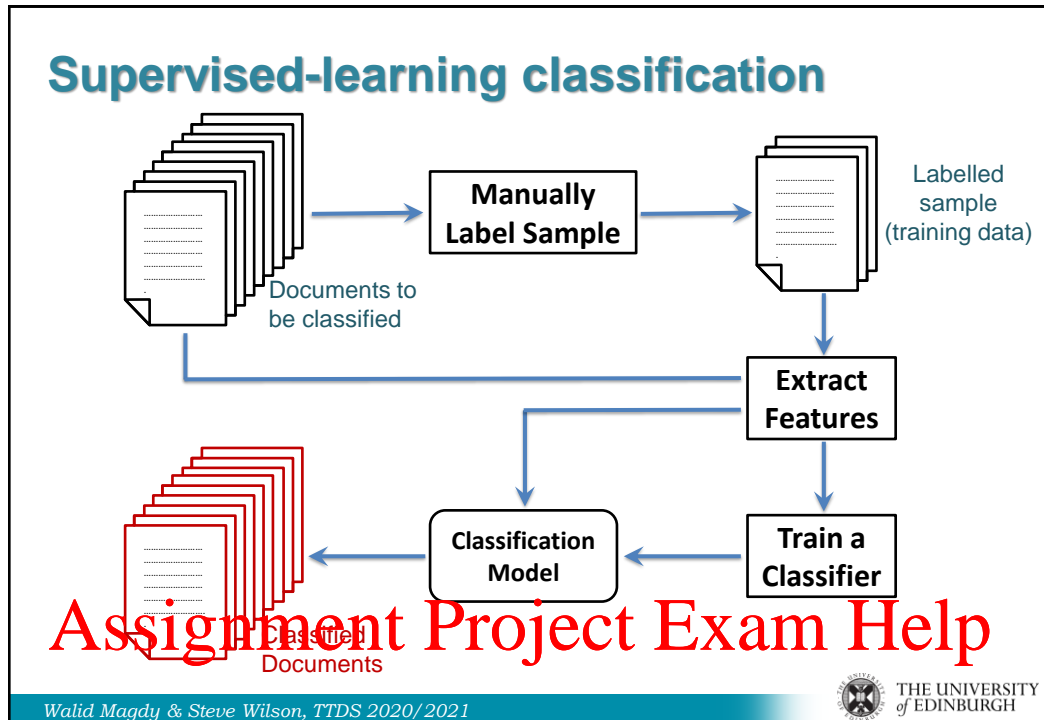 Supervised-learning classification
Manually
Label Sample
Labelled
sample
(training data)
Documents to
be classified
Extract
Features
Classification
Model
Train a
Classifier
Classified
Documents
Assignment Project Exam Help
Walid Magdy & Steve Wilson, TTDS 2020/2021
THE UNIVERSITY
of EDINBURGH